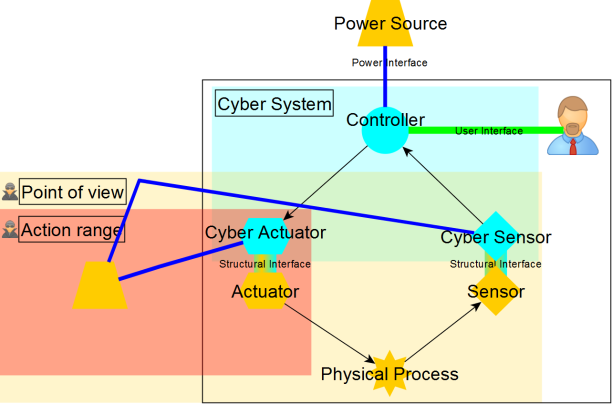 Power Source
Power Interface
Cyber System
Controller
User Interface
Point of view
Action range
Cyber Actuator
Cyber Sensor
Structural Interface
Structural Interface
Actuator
Sensor
Physical Process